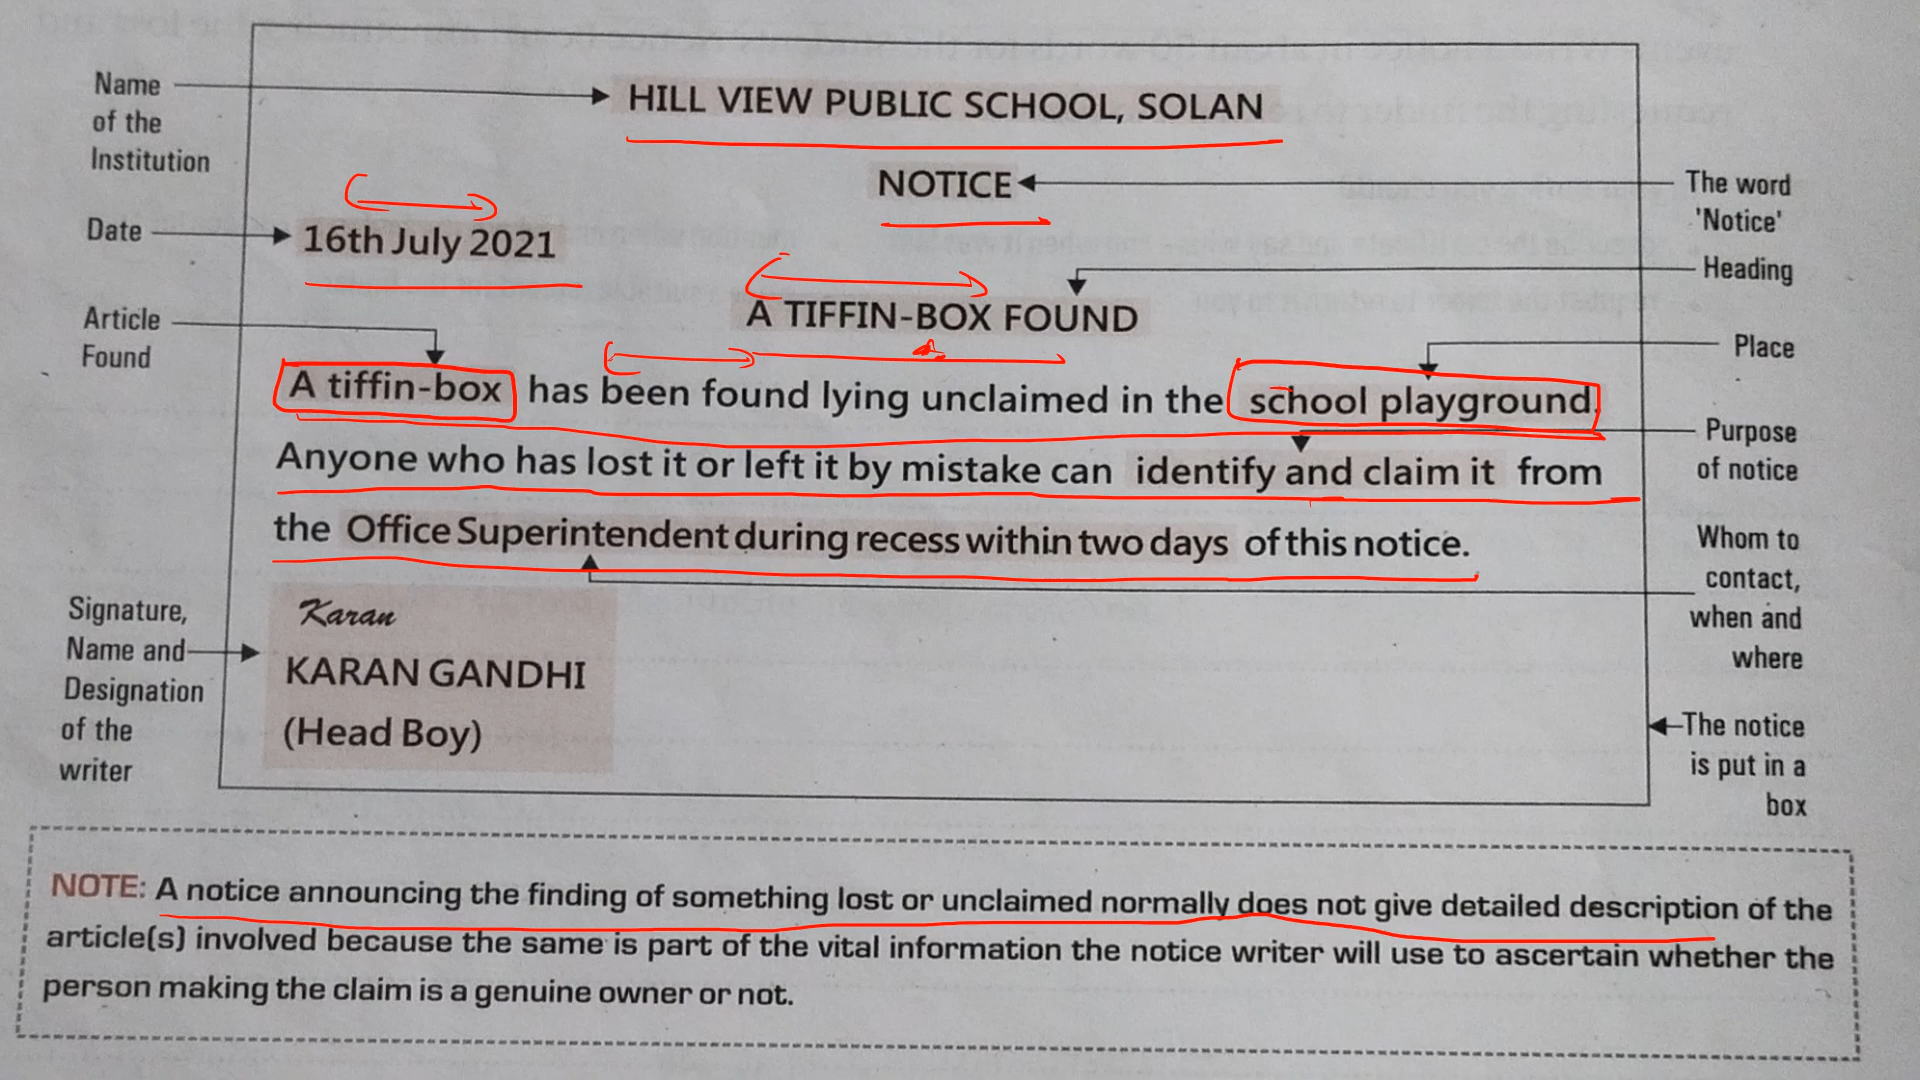 Name
of the
Institution
HILL VIEW PUBLIC SCHOOL, SOLAN
NOTICE
The word
'Notice'
Date
16th July 2021
Heading
A TIFFIN-BOX FOUND
Article
Found
Place
A tiffin-box has been found lying unclaimed in the school playground.
Purpose
of notice
Anyone who has lost it or left it by mistake can identify and claim it from
the Office Superintendent during recess within two days of this notice.
Whom to
contact,
when and
where
Signature,
Name and
Designation
of the
writer
Karan
KARAN GANDHI
(Head Boy)
The notice
is put in a
box
NOTE: A notice announcing the finding of something lost or unclaimed normally does not give detailed description of the
article(s) involved because the same is part of the vital information the notice writer will use to ascertain whether the
person making the claim is a genuine owner or not.